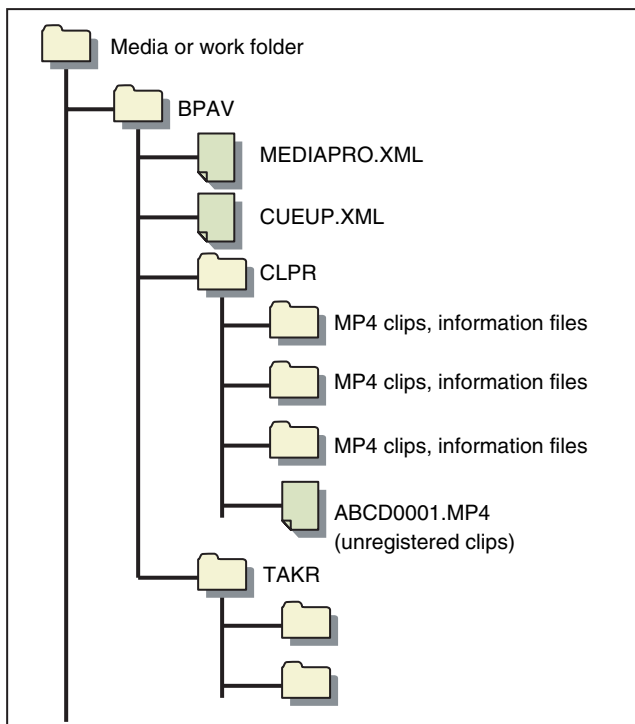 Media or work folder
BPAV
MEDIAPRO.XML
CUEUP.XML
CLPR
MP4 clips, information files
MP4 clips, information files
MP4 clips, information files
ABCD0001.MP4
(unregistered clips)
TAKR